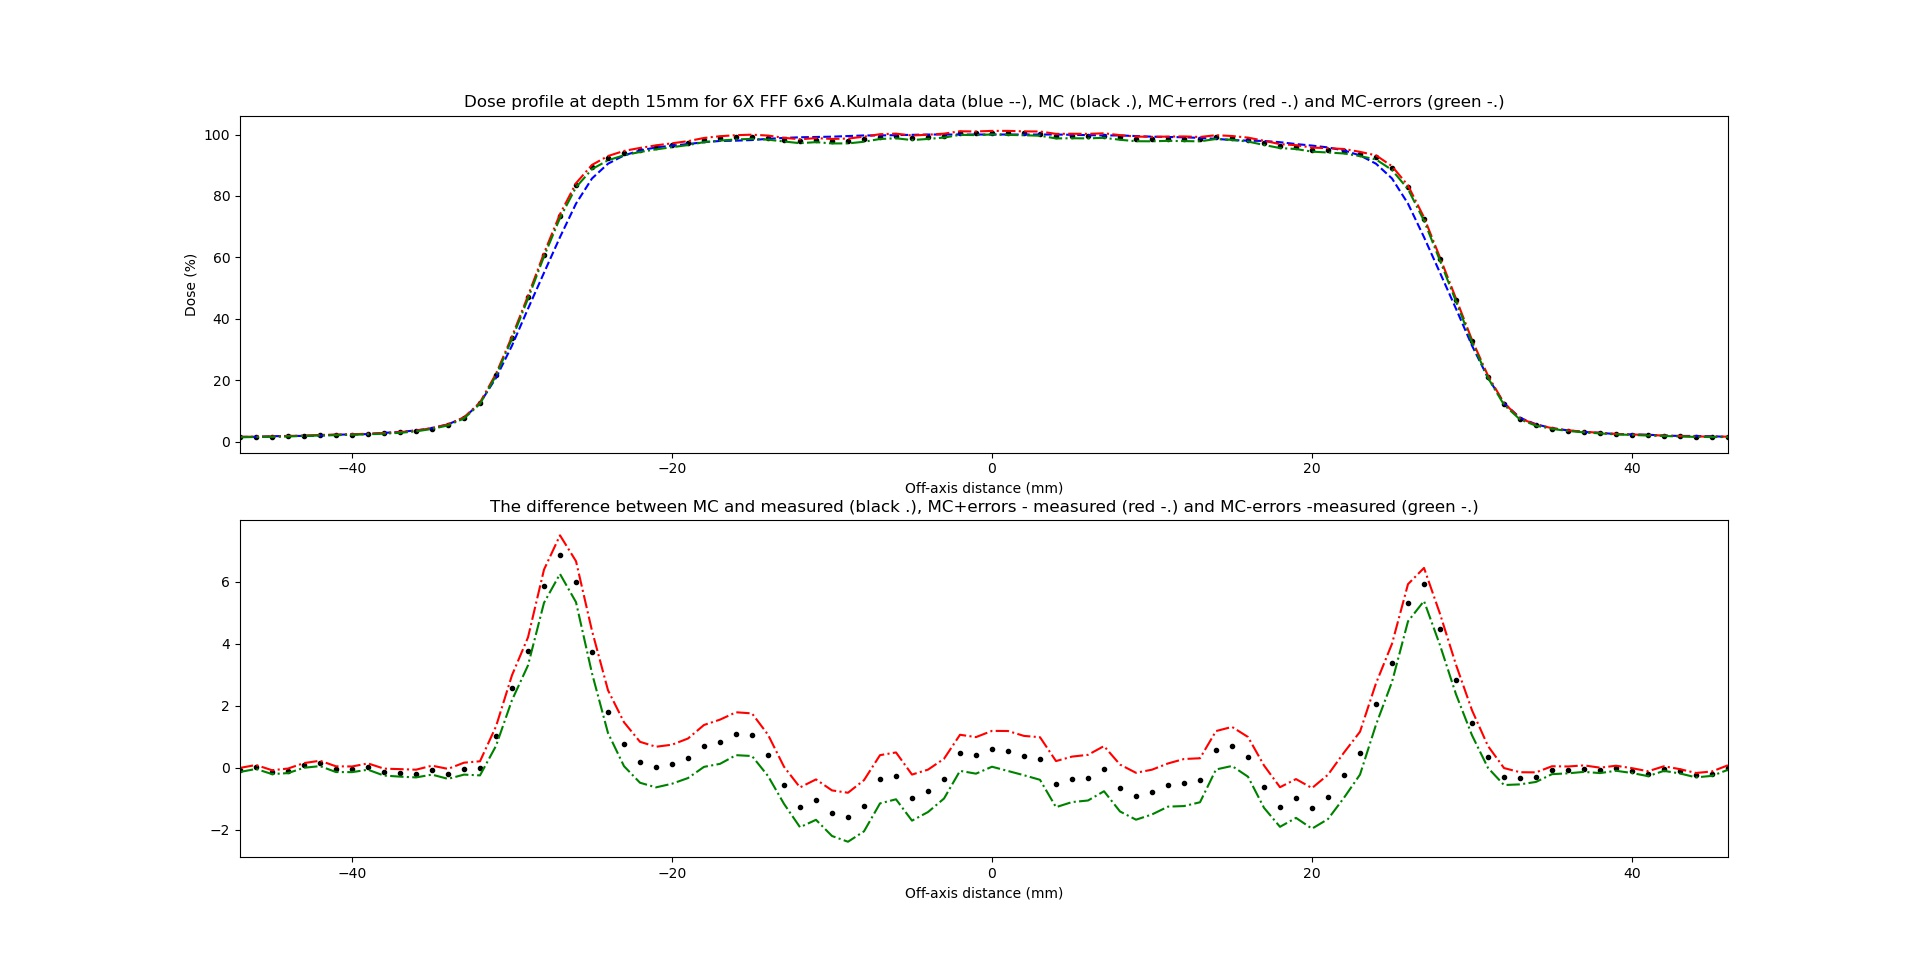 Dose profile at depth 15mm for 6X FFF 6x6 A.Kulmala data (blue --), MC (black .), MC+errors (red -.) and MC-errors (green -.)
100
80
60
40
20
0
Dose (%)
−40 −20 0 20 40
Off-axis distance (mm)
The difference between MC and measured (black .), MC+errors - measured (red -.) and MC-errors -measured (green -.)
6
4
2
0
−2
−40 −20 0 20 40
Off-axis distance (mm)